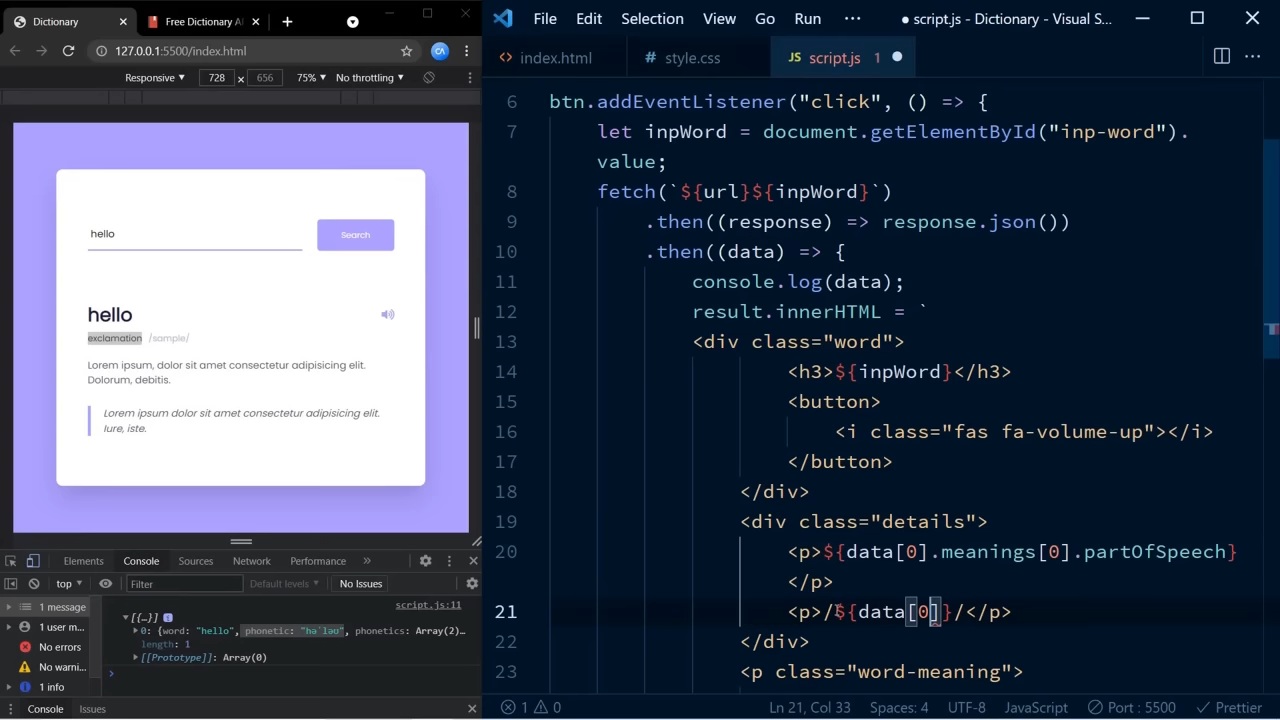 Dictionary
Free Dictionary A
127.0.0.1:5500/index.html
CA
Responsive 728 × 656 75% No throttling
hello
Search
hello
exclamation /sample/
Lorem ipsum, dolor sit amet consectetur adipisicing elit.
Dolorum, debitis.
Lorem ipsum dolor sit amet consectetur adipisicing elit.
Iure, iste.
Elements Console Sources Network Performance »
top Filter Default levels No Issues
1 message
1 user m...
No errors
No warni...
1 info
script.js:11
[{…}]
0: {word: "hello", phonetic: "həˈləʊ", phonetics: Array(2)…
length: 1
[[Prototype]]: Array(0)
Console Issues
File Edit Selection View Go Run ··· ● script.js - Dictionary - Visual S...
<> index.html # style.css JS script.js 1
6 btn.addEventListener("click", () => {
7 let inpWord = document.getElementById("inp-word").
value;
8 fetch(`${url}${inpWord}`)
9 .then((response) => response.json())
10 .then((data) => {
11 console.log(data);
12 result.innerHTML = `
13 <div class="word">
14 <h3>${inpWord}</h3>
15 <button>
16 <i class="fas fa-volume-up"></i>
17 </button>
18 </div>
19 <div class="details">
20 <p>${data[0].meanings[0].partOfSpeech}
</p>
21 <p>/${data[0]}/</p>
22 </div>
23 <p class="word-meaning">
1 0 Ln 21, Col 33 Spaces: 4 UTF-8 JavaScript Port : 5500 Prettier